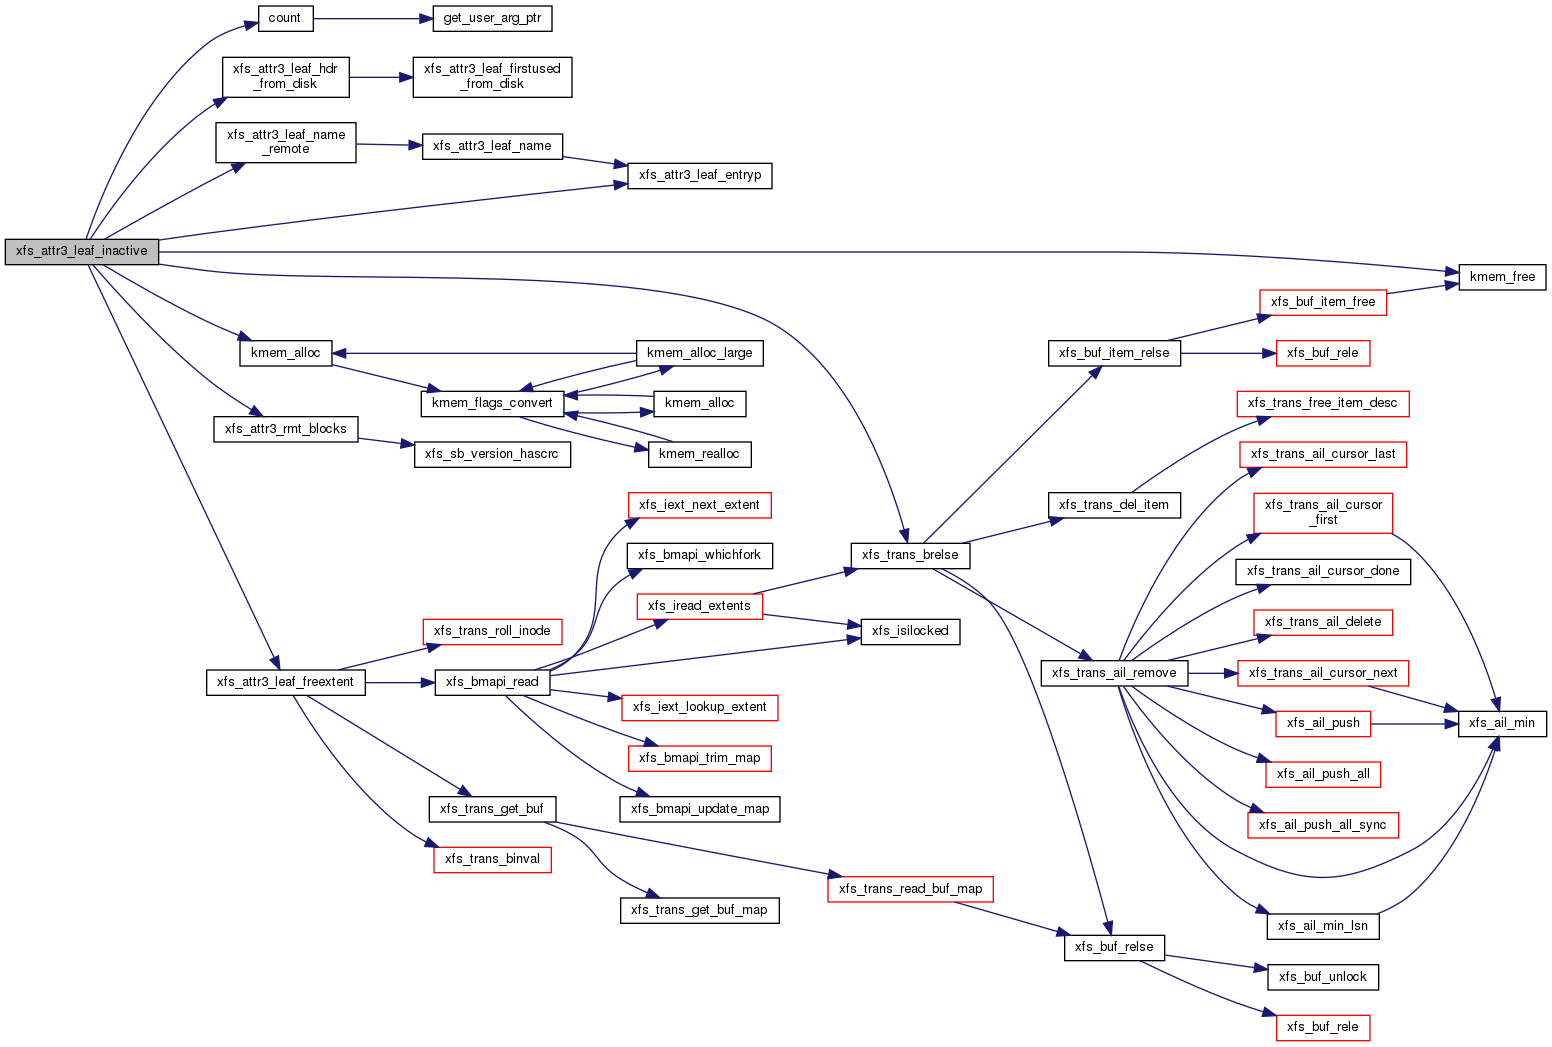 count
get_user_arg_ptr
xfs_attr3_leaf_hdr
_from_disk
xfs_attr3_leaf_firstused
_from_disk
xfs_attr3_leaf_name
_remote
xfs_attr3_leaf_name
xfs_attr3_leaf_entryp
xfs_attr3_leaf_inactive
kmem_free
xfs_buf_item_free
kmem_alloc
kmem_alloc_large
xfs_buf_item_relse
xfs_buf_rele
kmem_flags_convert
kmem_alloc
xfs_trans_free_item_desc
xfs_attr3_rmt_blocks
xfs_sb_version_hascrc
kmem_realloc
xfs_trans_ail_cursor_last
xfs_iext_next_extent
xfs_trans_del_item
xfs_trans_ail_cursor
_first
xfs_bmapi_whichfork
xfs_trans_brelse
xfs_trans_ail_cursor_done
xfs_iread_extents
xfs_trans_ail_delete
xfs_trans_roll_inode
xfs_isilocked
xfs_attr3_leaf_freextent
xfs_bmapi_read
xfs_trans_ail_remove
xfs_trans_ail_cursor_next
xfs_iext_lookup_extent
xfs_ail_push
xfs_ail_min
xfs_bmapi_trim_map
xfs_ail_push_all
xfs_trans_get_buf
xfs_bmapi_update_map
xfs_ail_push_all_sync
xfs_trans_binval
xfs_trans_read_buf_map
xfs_trans_get_buf_map
xfs_ail_min_lsn
xfs_buf_relse
xfs_buf_unlock
xfs_buf_rele